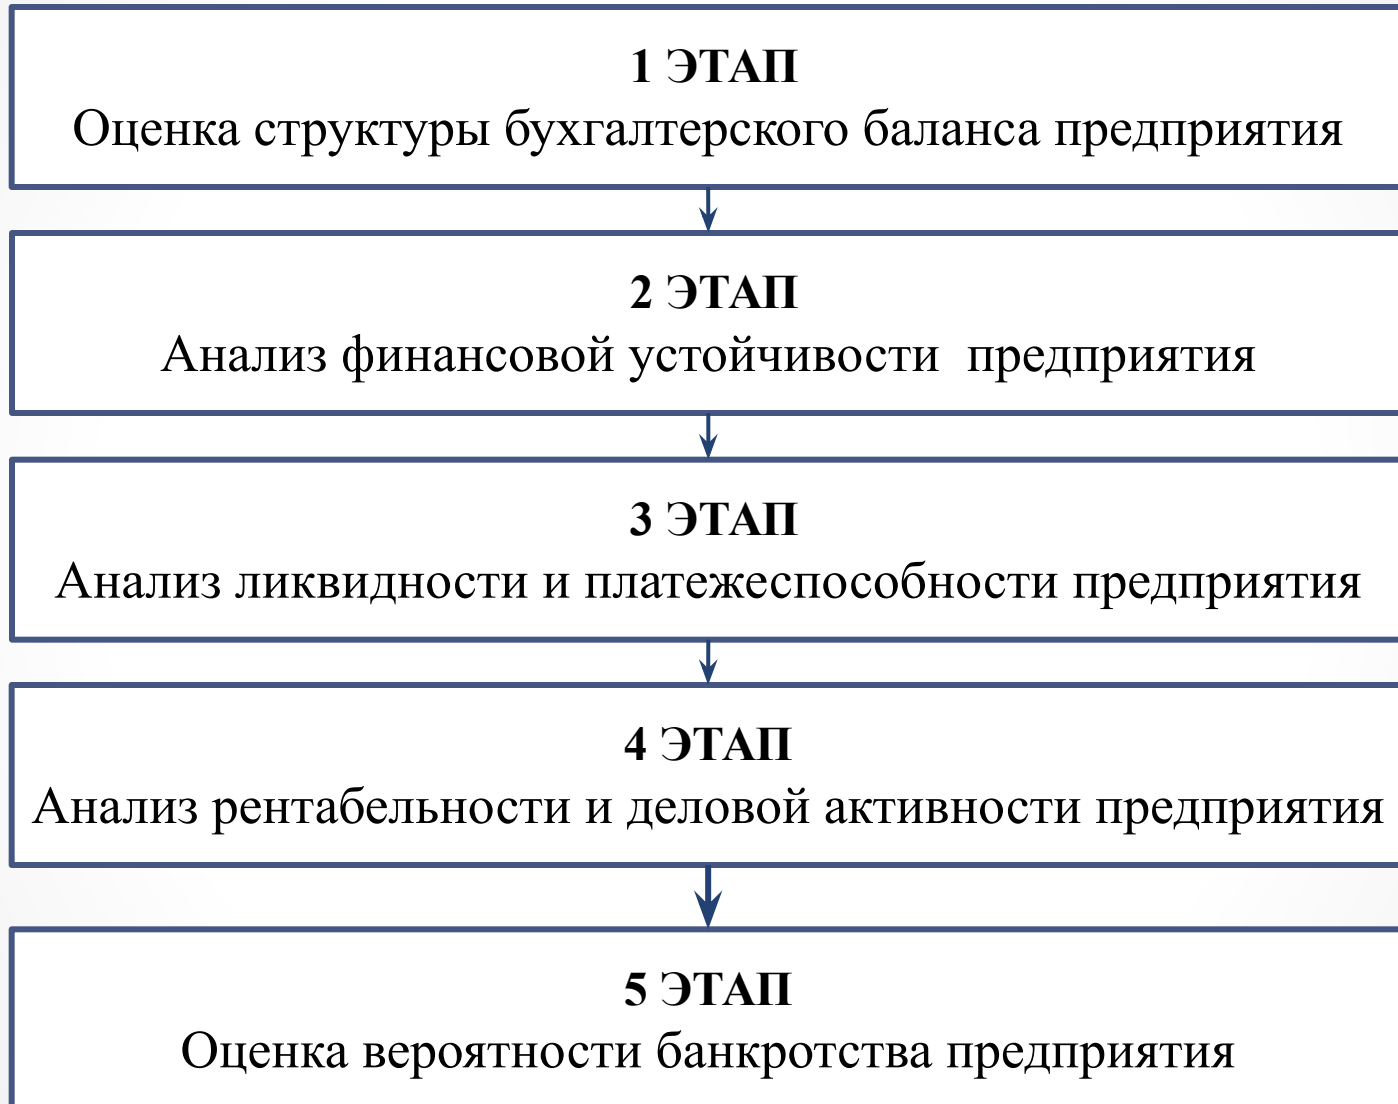 1 ЭТАП
Оценка структуры бухгалтерского баланса предприятия
2 ЭТАП
Анализ финансовой устойчивости  предприятия
3 ЭТАП
Анализ ликвидности и платежеспособности предприятия
4 ЭТАП
Анализ рентабельности и деловой активности предприятия
5 ЭТАП
Оценка вероятности банкротства предприятия